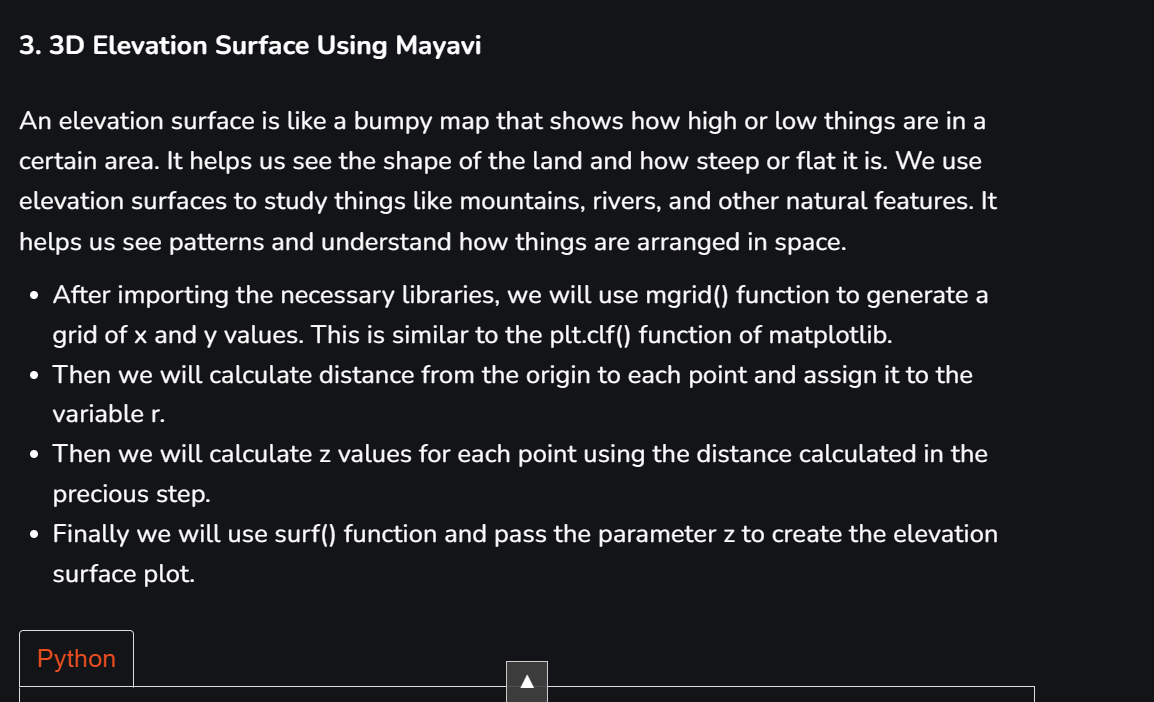 3. 3D Elevation Surface Using Mayavi
An elevation surface is like a bumpy map that shows how high or low things are in a
certain area. It helps us see the shape of the land and how steep or flat it is. We use
elevation surfaces to study things like mountains, rivers, and other natural features. It
helps us see patterns and understand how things are arranged in space.
• After importing the necessary libraries, we will use mgrid() function to generate a
grid of x and y values. This is similar to the plt.clf() function of matplotlib.
• Then we will calculate distance from the origin to each point and assign it to the
variable r.
• Then we will calculate z values for each point using the distance calculated in the
precious step.
• Finally we will use surf() function and pass the parameter z to create the elevation
surface plot.
Python